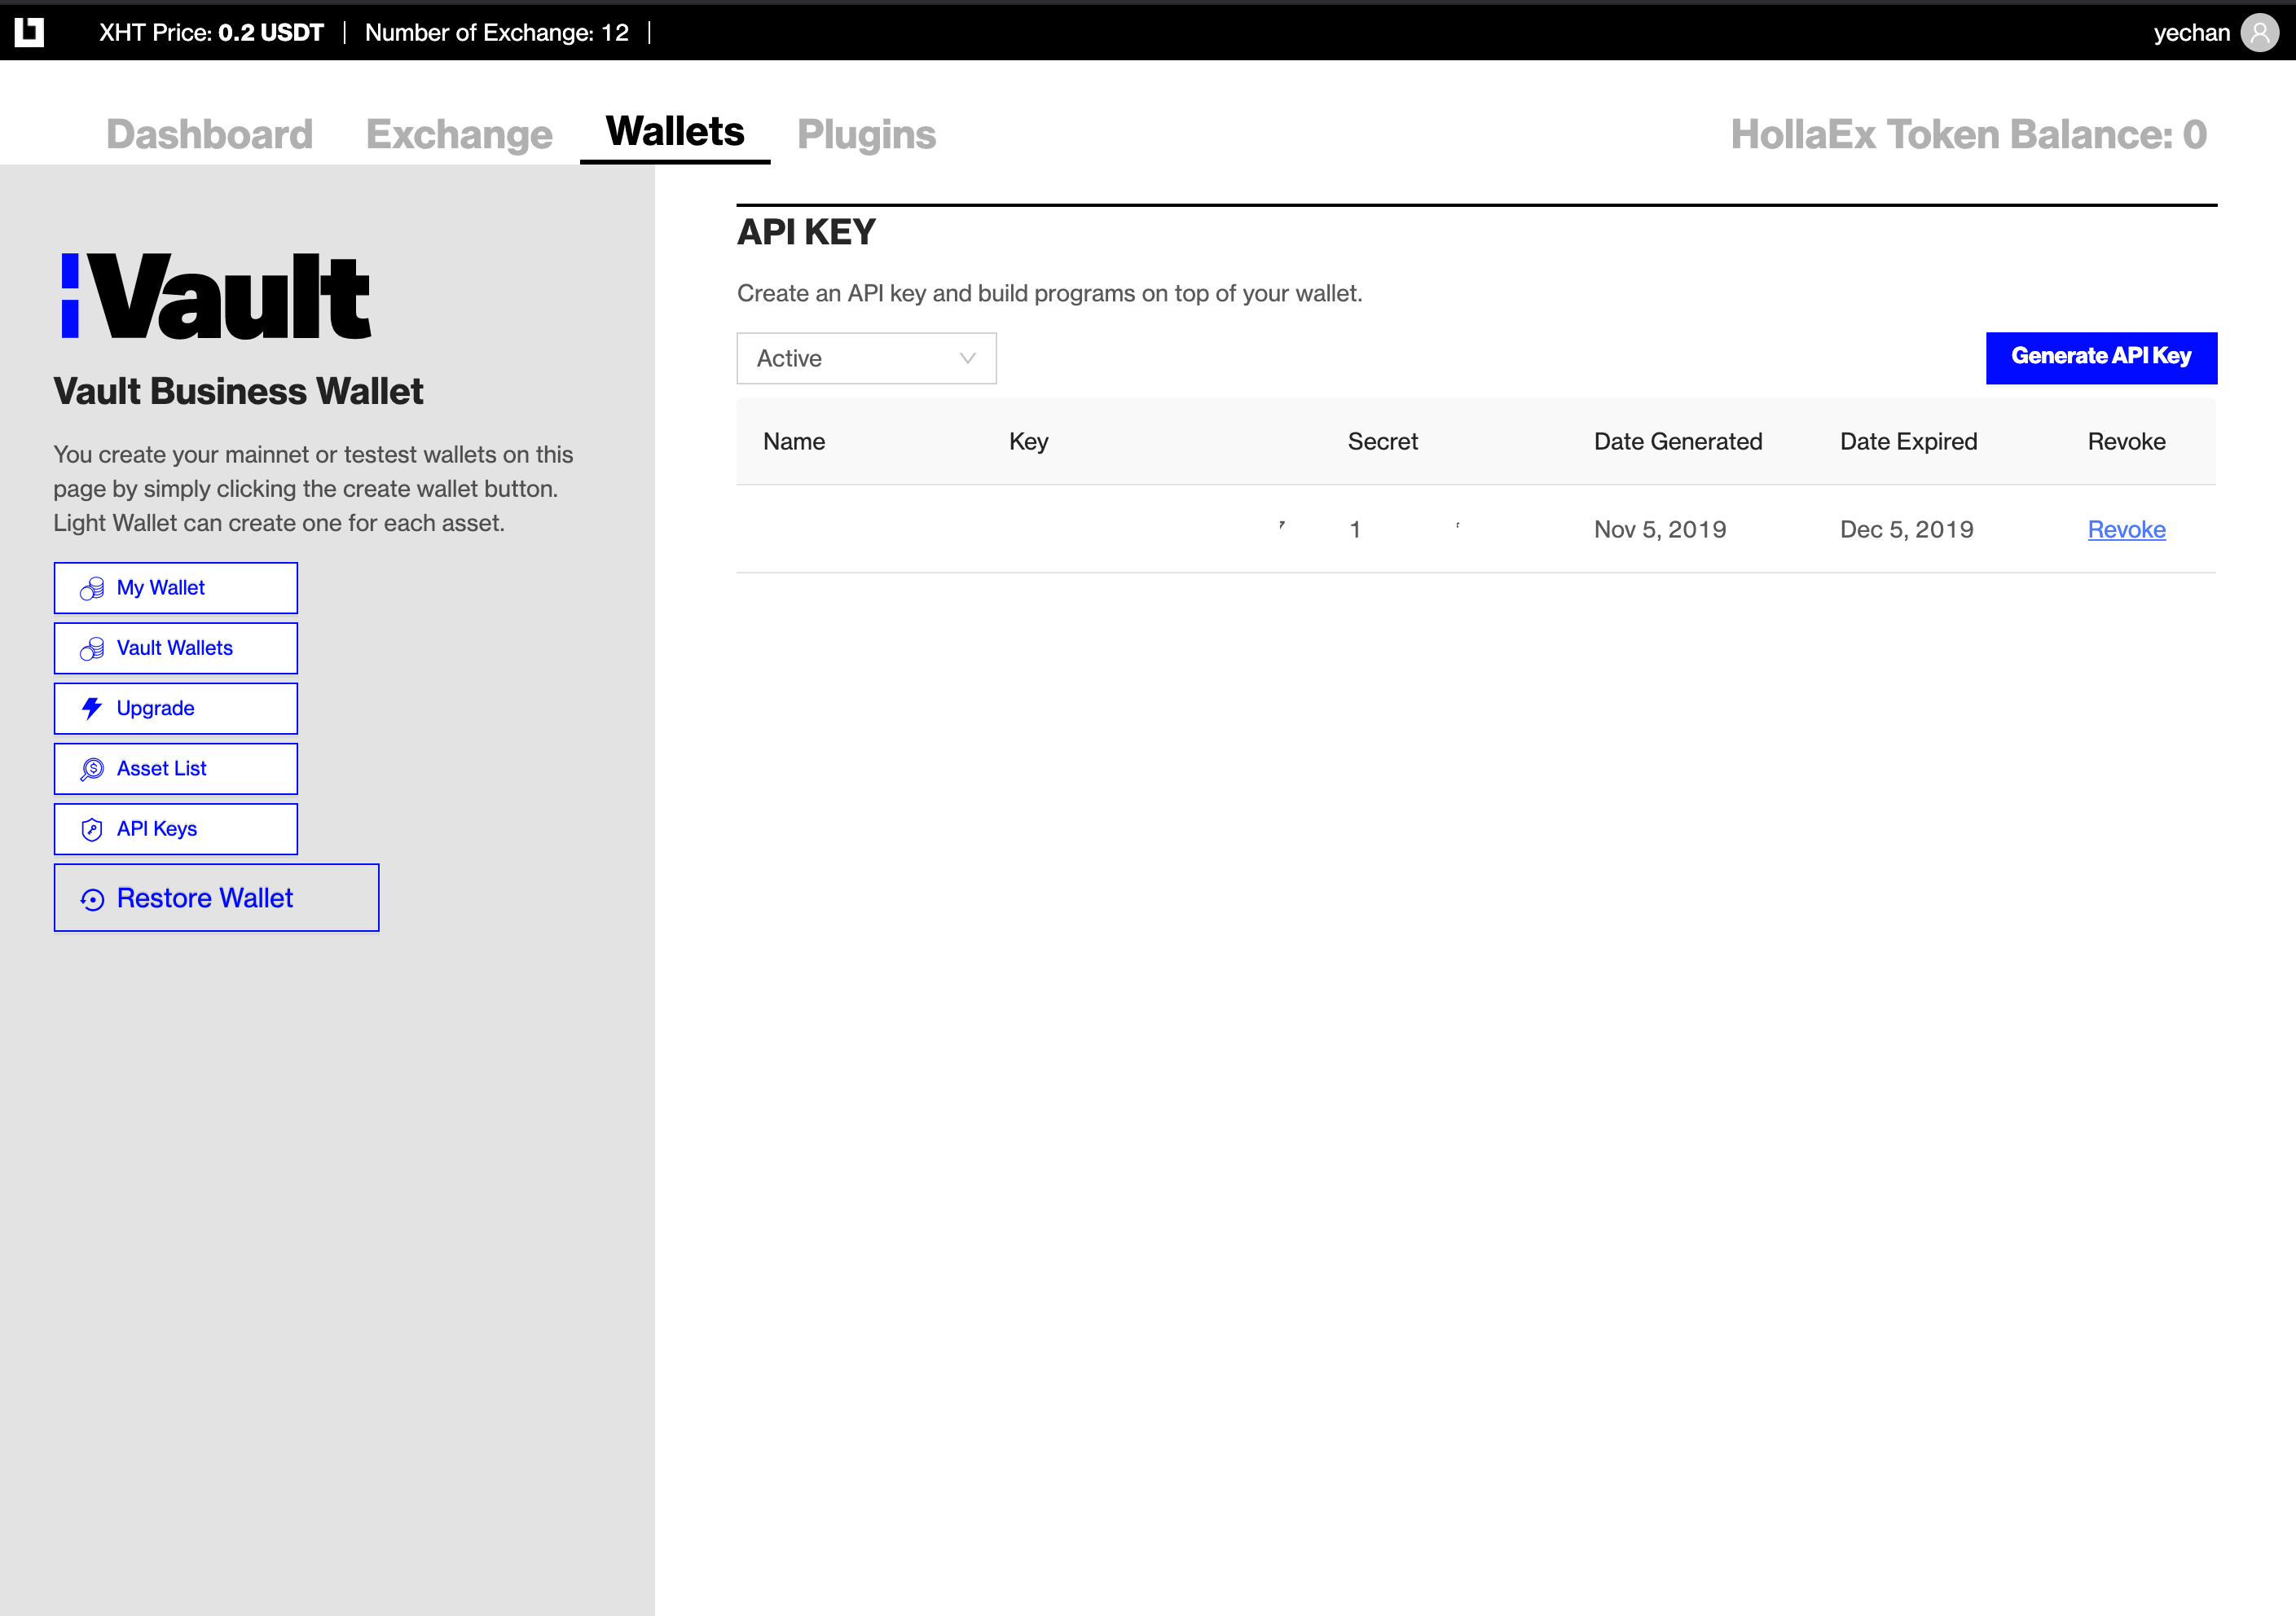 XHT Price: 0.2 USDT | Number of Exchange: 12 |
yechan
Dashboard
Exchange
Wallets
Plugins
HollaEx Token Balance: 0
Vault
Vault Business Wallet
You create your mainnet or testest wallets on this
page by simply clicking the create wallet button.
Light Wallet can create one for each asset.
My Wallet
Vault Wallets
Upgrade
Asset List
API Keys
Restore Wallet
API KEY
Create an API key and build programs on top of your wallet.
Active
Generate API Key
Name Key Secret Date Generated Date Expired Revoke
1 Nov 5, 2019 Dec 5, 2019 Revoke